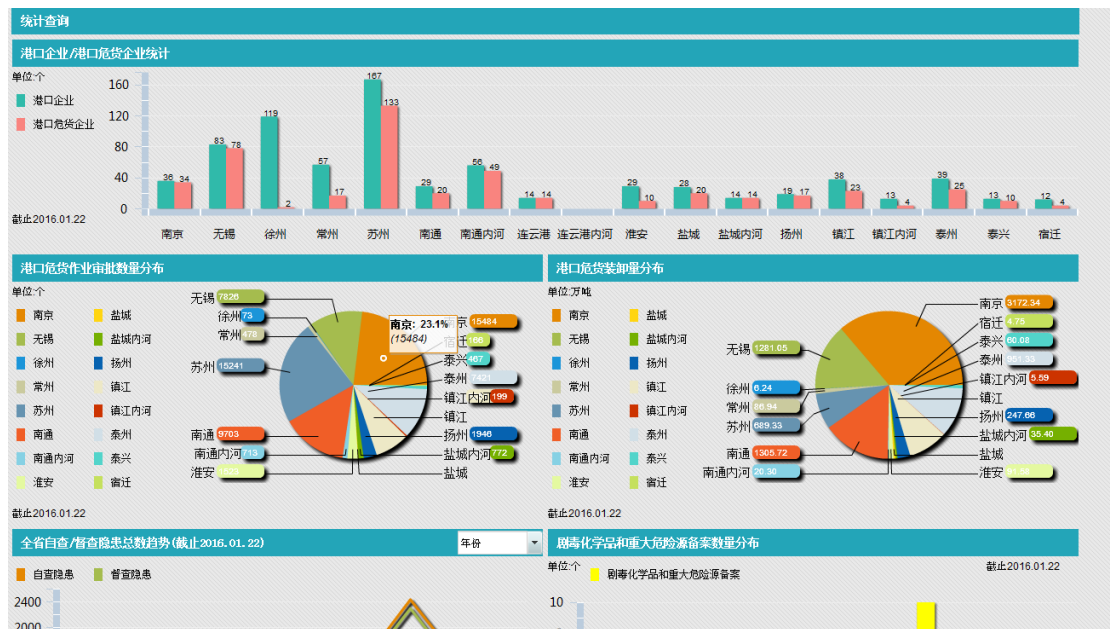 统计查询
港口企业/港口危货企业统计
单位:个
港口企业
港口危货企业
160
120
80
40
0
36 34 83 78 119 2 57 17 167 133 29 20 56 49 14 14 29 10 28 20 14 14 19 17 38 23 13 4 39 25 13 10 12 4
南京 无锡 徐州 常州 苏州 南通 南通内河 连云港 连云港内河 淮安 盐城 盐城内河 扬州 镇江 镇江内河 泰州 泰兴 宿迁
截止2016.01.22
港口危货作业审批数量分布
单位:个
南京 盐城
无锡 盐城内河
徐州 扬州
常州 镇江
苏州 镇江内河
南通 泰州
南通内河 泰兴
淮安 宿迁
无锡 7826
徐州 73
常州
苏州 15241
南通 9703
南通内河 713
淮安
南京: 23.1%
(15484)
京 15484
宿迁 166
泰兴 467
泰州 7421
镇江内河 199
镇江
扬州 1946
盐城内河 772
盐城
截止2016.01.22
港口危货装卸量分布
单位:万吨
南京 盐城
无锡 盐城内河
徐州 扬州
常州 镇江
苏州 镇江内河
南通 泰州
南通内河 泰兴
淮安 宿迁
无锡 1281.05
徐州 6.24
常州 66.94
苏州 689.33
南通 1305.72
南通内河 20.30
南京 3172.34
宿迁 4.75
泰兴 60.08
泰州 951.33
镇江内河 5.59
镇江
扬州 247.66
盐城内河 35.40
盐城
淮安
截止2016.01.22
全省自查/督查隐患总数趋势(截止2016.01.22)
年份
自查隐患 督查隐患
2400
2000
剧毒化学品和重大危险源备案数量分布
单位:个
剧毒化学品和重大危险源备案
截止2016.01.22
10